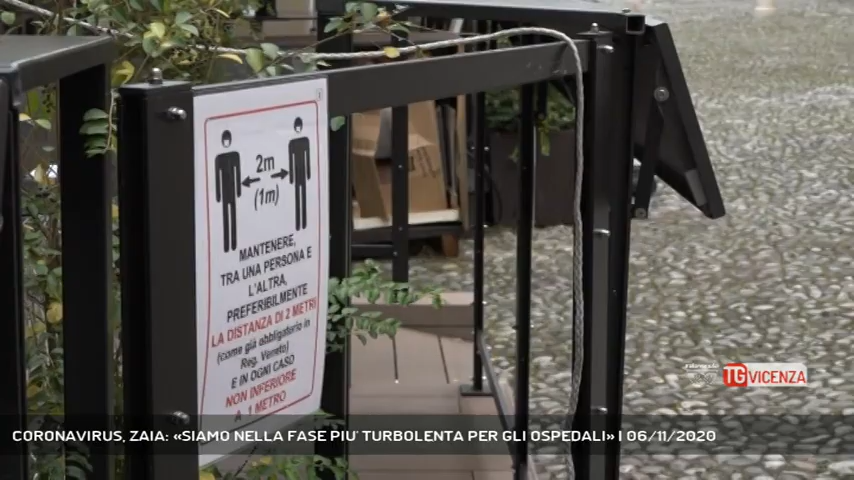 2m
(1m)
MANTENERE,
TRA UNA PERSONA E
L'ALTRA,
PREFERIBILMENTE
LA DISTANZA DI 2 METRI
(come già obbligatorio in
Reg. Veneto)
E IN OGNI CASO
NON INFERIORE
A 1 METRO
TGVICENZA
CORONAVIRUS, ZAIA: «SIAMO NELLA FASE PIU' TURBOLENTA PER GLI OSPEDALI» | 06/11/2020